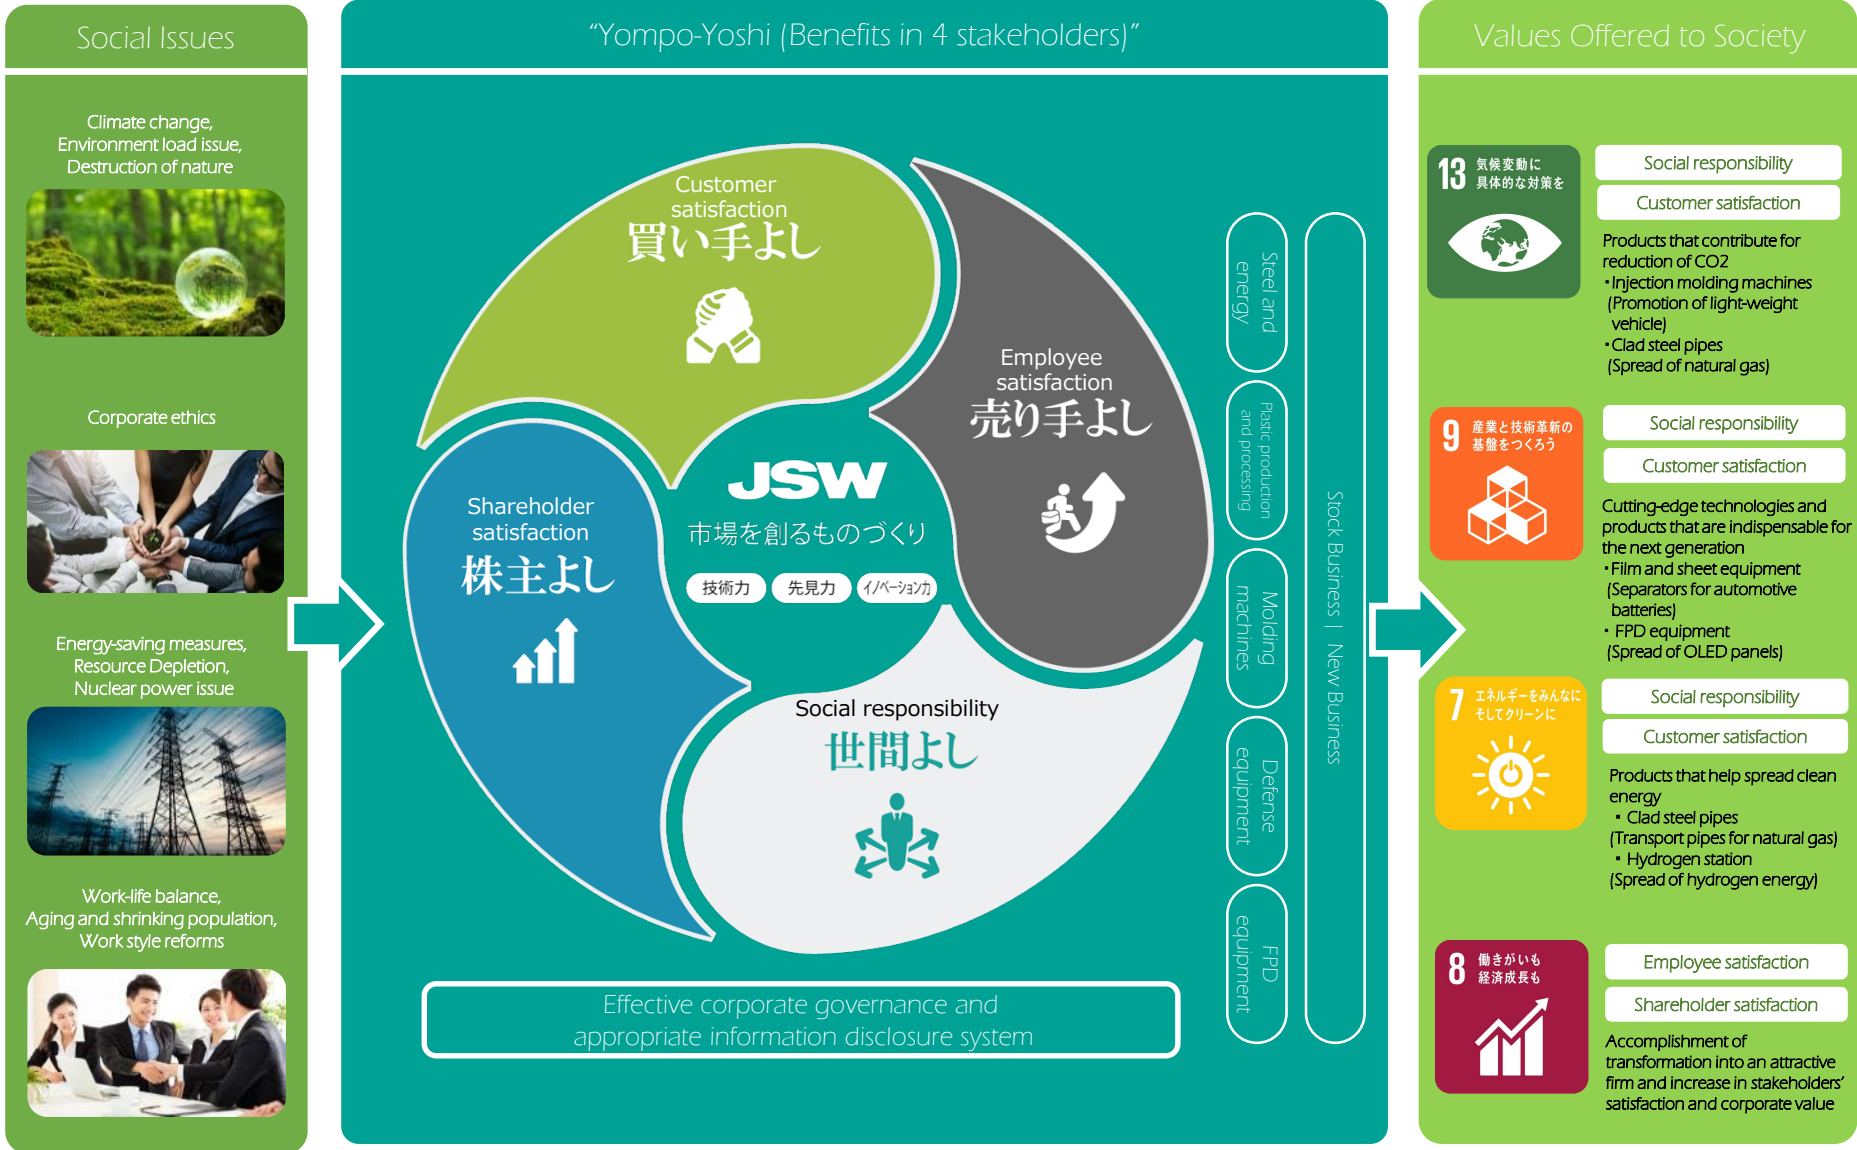 Social Issues
Climate change,
Environment load issue,
Destruction of nature
Corporate ethics
Energy-saving measures,
Resource Depletion,
Nuclear power issue
Work-life balance,
Aging and shrinking population,
Work style reforms
“Yompo-Yoshi (Benefits in 4 stakeholders)”
Customer
satisfaction
買い手よし
Employee
satisfaction
売り手よし
Shareholder
satisfaction
株主よし
JSW
市場を創るものづくり
技術力
先見力
イノベーション力
Social responsibility
世間よし
Effective corporate governance and
appropriate information disclosure system
Steel and
energy
Plastic production
and processing
Molding
machines
Defense
equipment
FPD
equipment
Stock Business | New Business
Values Offered to Society
13 気候変動に
具体的な対策を
Social responsibility
Customer satisfaction
Products that contribute for
reduction of CO2
・Injection molding machines
(Promotion of light-weight
vehicle)
・Clad steel pipes
(Spread of natural gas)
9 産業と技術革新の
基盤をつくろう
Social responsibility
Customer satisfaction
Cutting-edge technologies and
products that are indispensable for
the next generation
・Film and sheet equipment
(Separators for automotive
batteries)
・ FPD equipment
(Spread of OLED panels)
7 エネルギーをみんなに
そしてクリーンに
Social responsibility
Customer satisfaction
Products that help spread clean
energy
・ Clad steel pipes
(Transport pipes for natural gas)
・ Hydrogen station
(Spread of hydrogen energy)
8 働きがいも
経済成長も
Employee satisfaction
Shareholder satisfaction
Accomplishment of
transformation into an attractive
firm and increase in stakeholders’
satisfaction and corporate value